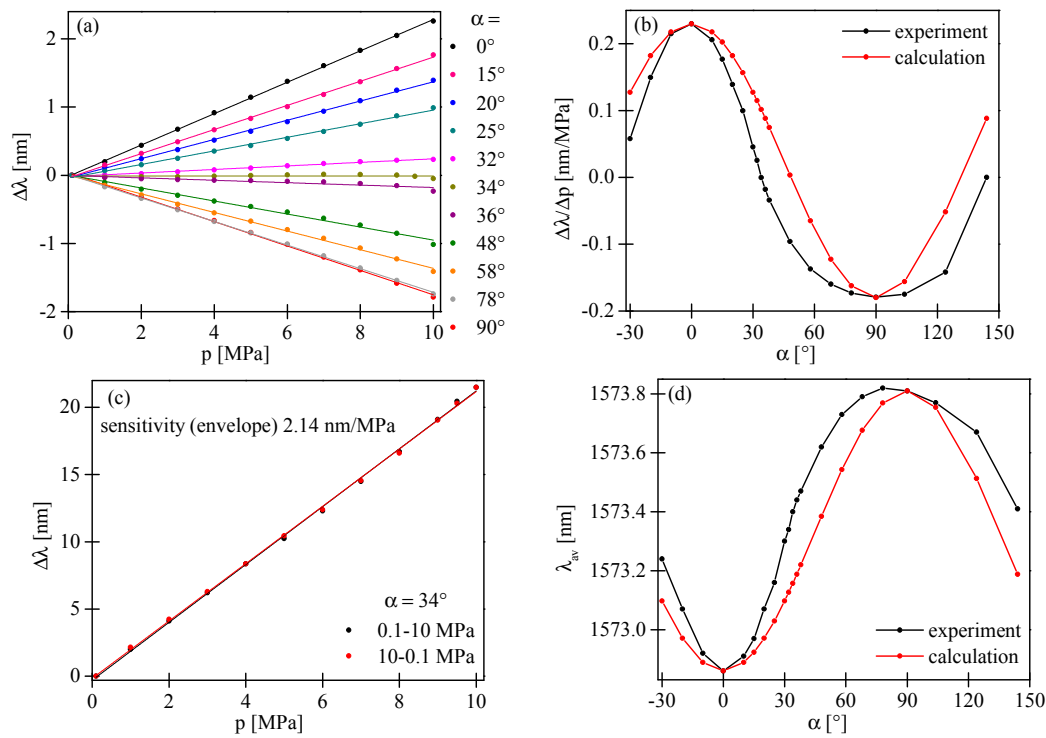 (a)
α =
0°
15°
20°
25°
32°
34°
36°
48°
58°
78°
90°
2
1
0
-1
-2
Δλ [nm]
0 2 4 6 8 10
p [MPa]
(b)
experiment
calculation
0.2
0.1
0.0
-0.1
-0.2
Δλ/Δp [nm/MPa]
-30 0 30 60 90 120 150
α [°]
(c)
sensitivity (envelope) 2.14 nm/MPa
20
15
10
5
0
Δλ [nm]
α = 34°
0.1-10 MPa
10-0.1 MPa
0 2 4 6 8 10
p [MPa]
(d)
1573.8
1573.6
1573.4
1573.2
1573.0
λav [nm]
experiment
calculation
-30 0 30 60 90 120 150
α [°]